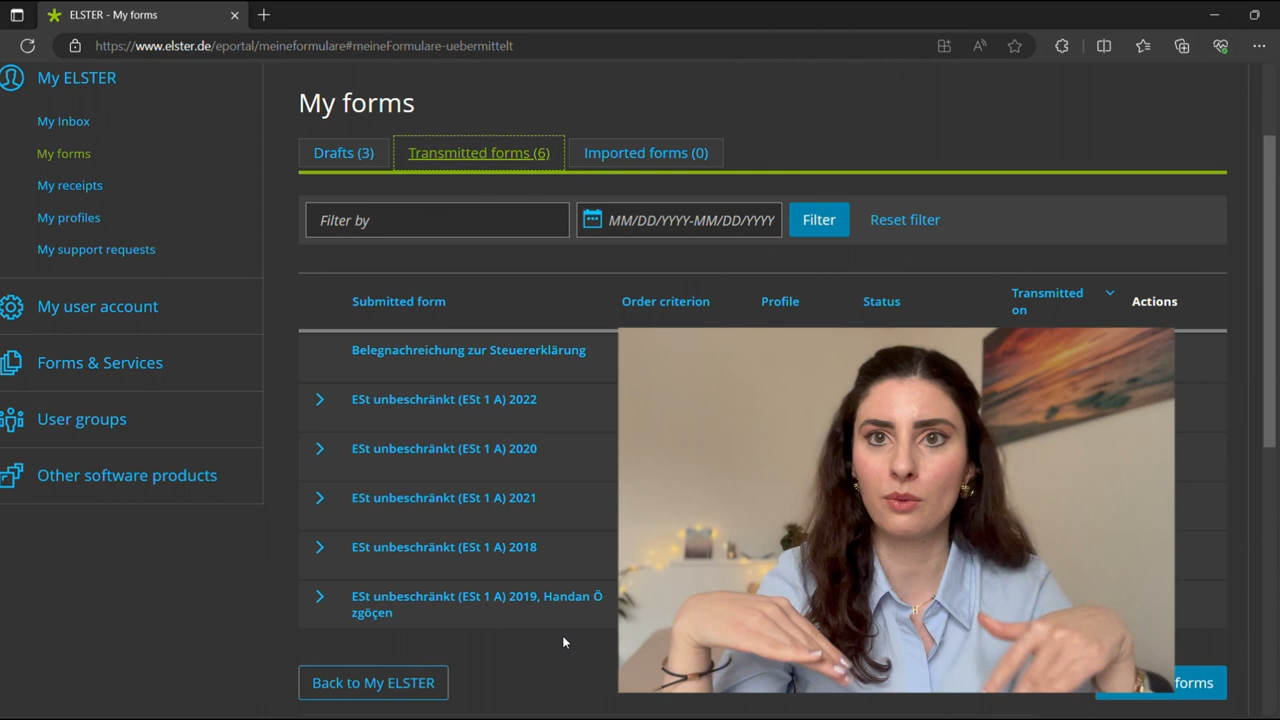 ELSTER - My forms
https://www.elster.de/eportal/meineformulare#meineFormulare-uebermittelt
My ELSTER
My Inbox
My forms
My receipts
My profiles
My support requests
My user account
Forms & Services
User groups
Other software products
My forms
Drafts (3)
Transmitted forms (6)
Imported forms (0)
Filter by
MM/DD/YYYY-MM/DD/YYYY
Filter
Reset filter
Submitted form
Order criterion
Profile
Status
Transmitted
on
Actions
Belegnachreichung zur Steuererklärung
ESt unbeschränkt (ESt 1 A) 2022
ESt unbeschränkt (ESt 1 A) 2020
ESt unbeschränkt (ESt 1 A) 2021
ESt unbeschränkt (ESt 1 A) 2018
ESt unbeschränkt (ESt 1 A) 2019, Handan Ö
zgöçen
Back to My ELSTER
forms